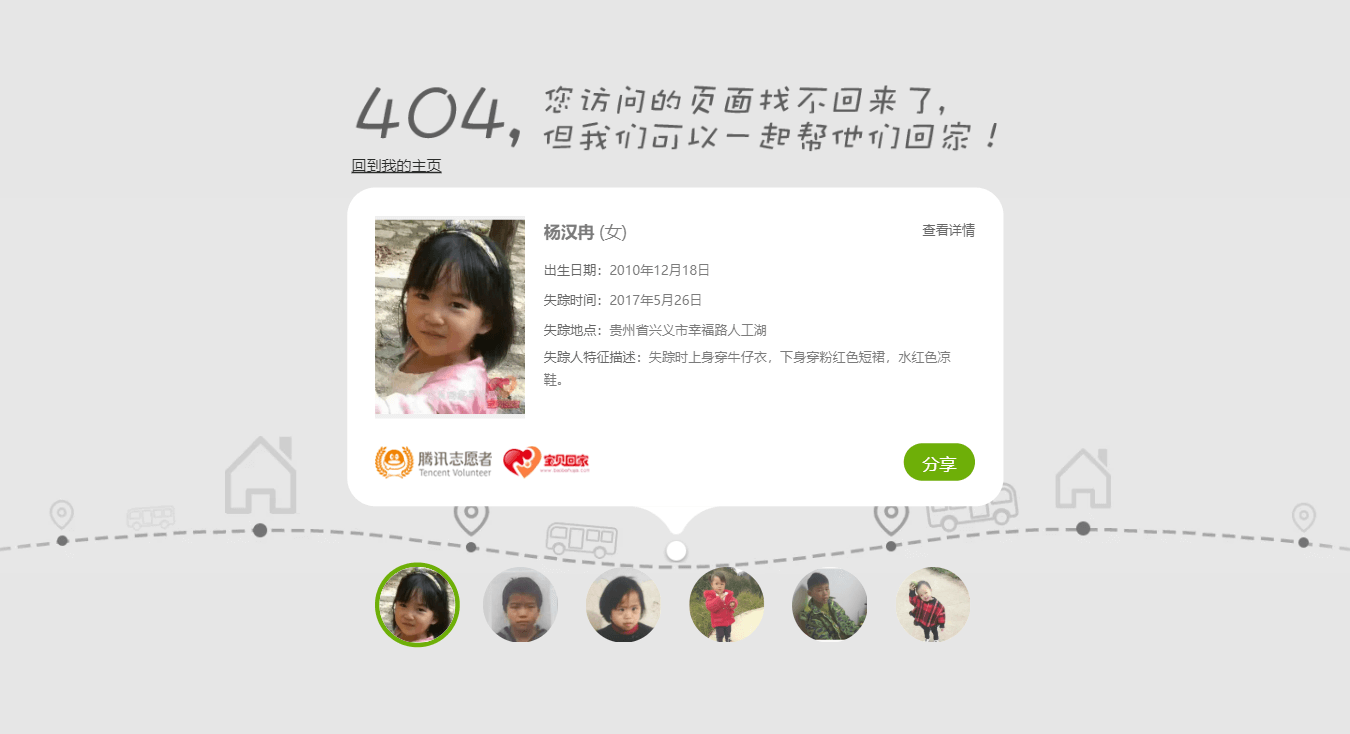 404,
您访问的页面找不回来了,
但我们可以一起帮他们回家!
回到我的主页
杨汉冉 (女)
查看详情
出生日期：2010年12月18日
失踪时间：2017年5月26日
失踪地点：贵州省兴义市幸福路人工湖
失踪人特征描述：失踪时上身穿牛仔衣，下身穿粉红色短裙，水红色凉
鞋。
腾讯志愿者
Tencent Volunteer
宝贝回家
分享